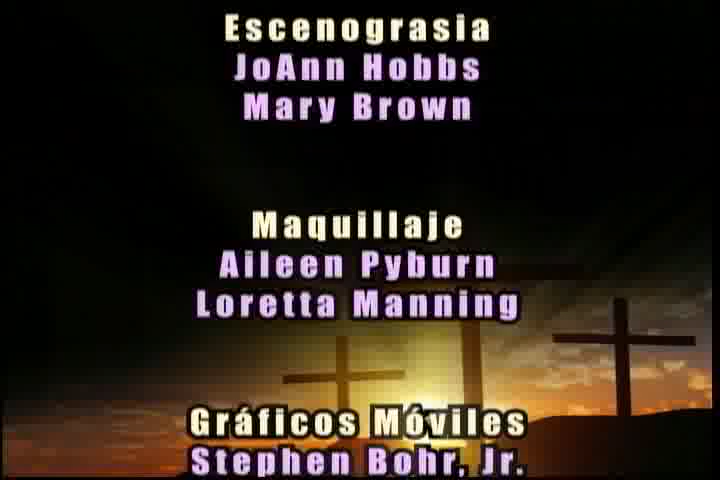 Escenograsia
JoAnn Hobbs
Mary Brown
Maquillaje
Aileen Pyburn
Loretta Manning
Gráficos Móviles
Stephen Bohr, Jr.